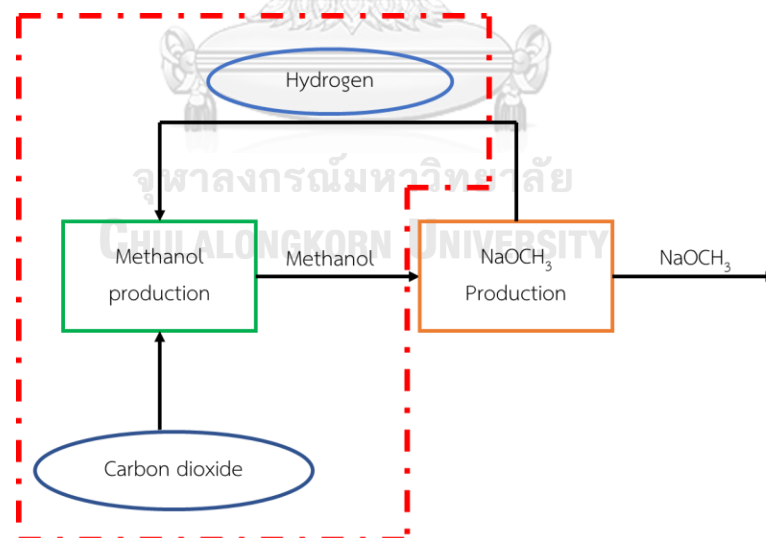 Hydrogen
จุฬาลงกรณ์มหาวิทยาลัย
CHULALONGKORN UNIVERSITY
Methanol
production
Methanol
NaOCH₃
Production
NaOCH₃
Carbon dioxide